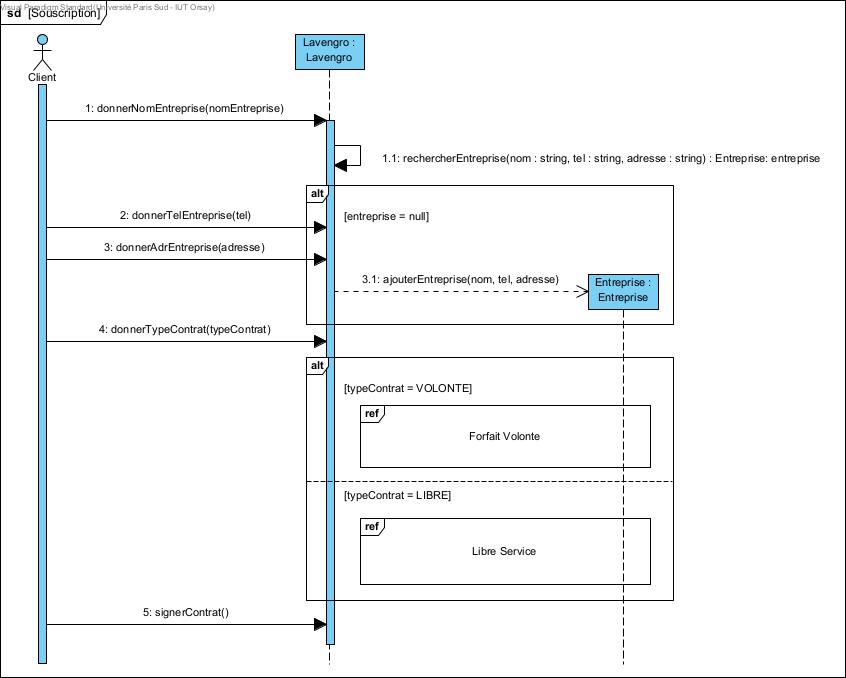 Visual Paradigm Standard(Université Paris Sud - IUT Orsay)
sd [Souscription]
Client
Lavengro :
Lavengro
1: donnerNomEntreprise(nomEntreprise)
1.1: rechercherEntreprise(nom : string, tel : string, adresse : string) : Entreprise: entreprise
alt
2: donnerTelEntreprise(tel)
[entreprise = null]
3: donnerAdrEntreprise(adresse)
3.1: ajouterEntreprise(nom, tel, adresse)
Entreprise :
Entreprise
4: donnerTypeContrat(typeContrat)
alt
[typeContrat = VOLONTE]
ref
Forfait Volonte
[typeContrat = LIBRE]
ref
Libre Service
5: signerContrat()